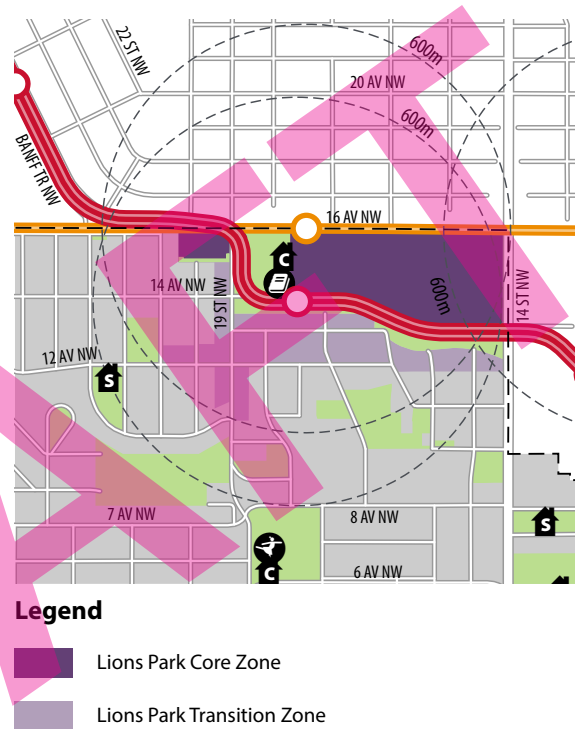 22 ST NW
600m
20 AV NW
600m
BANFF TR NW
16 AV NW
C
14 AV NW
19 ST NW
600m
14 ST NW
12 AV NW
S
7 AV NW
8 AV NW
S
C
6 AV NW
Legend
Lions Park Core Zone
Lions Park Transition Zone